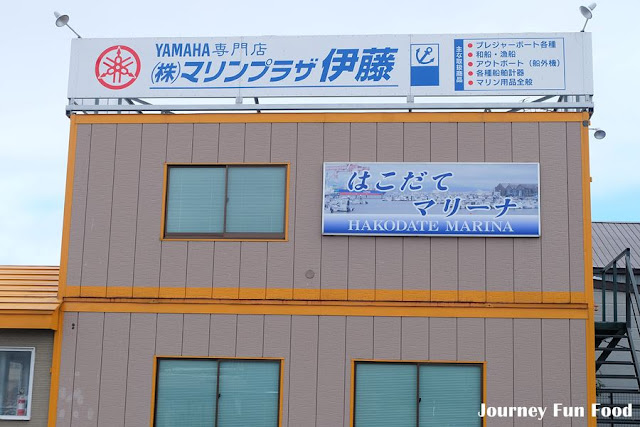 YAMAHA専門店
㈱マリンプラザ伊藤
主な取扱商品
●プレジャーボート各種
●和船・漁船
●アウトボート(船外機)
●各種船舶計器
●マリン用品全般
はこだて
マリーナ
HAKODATE MARINA
Journey Fun Food